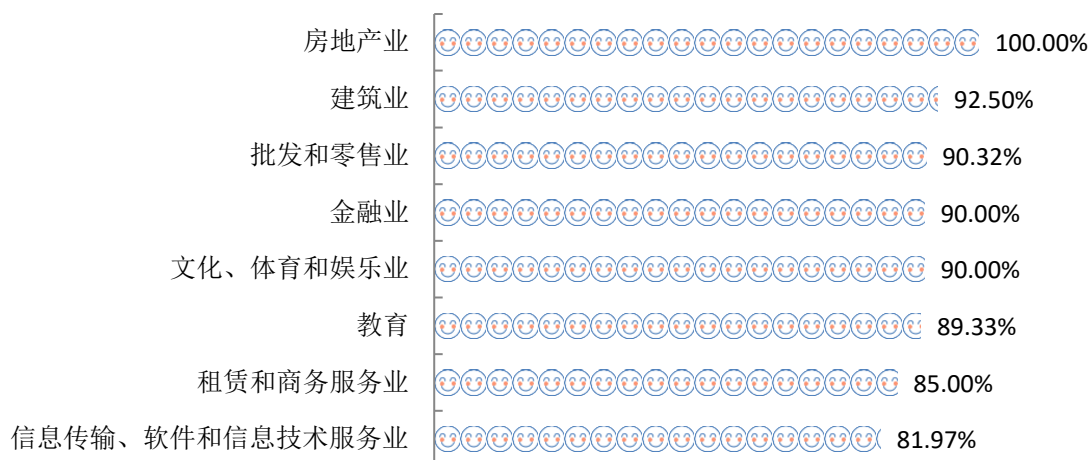 房地产业 100.00%
建筑业 92.50%
批发和零售业 90.32%
金融业 90.00%
文化、体育和娱乐业 90.00%
教育 89.33%
租赁和商务服务业 85.00%
信息传输、软件和信息技术服务业 81.97%